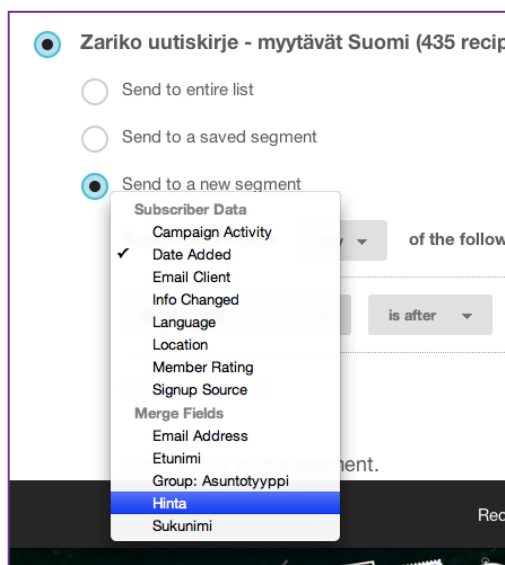 Zariko uutiskirje - myytävät Suomi (435 recip
Send to entire list
Send to a saved segment
Send to a new segment
Subscriber Data
Campaign Activity
of the follow
✓ Date Added
Email Client
Info Changed
is after
Language
Location
Member Rating
Signup Source
Merge Fields
Email Address
Etunimi
Group: Asuntotyyppi
Hinta
Rec
Sukunimi